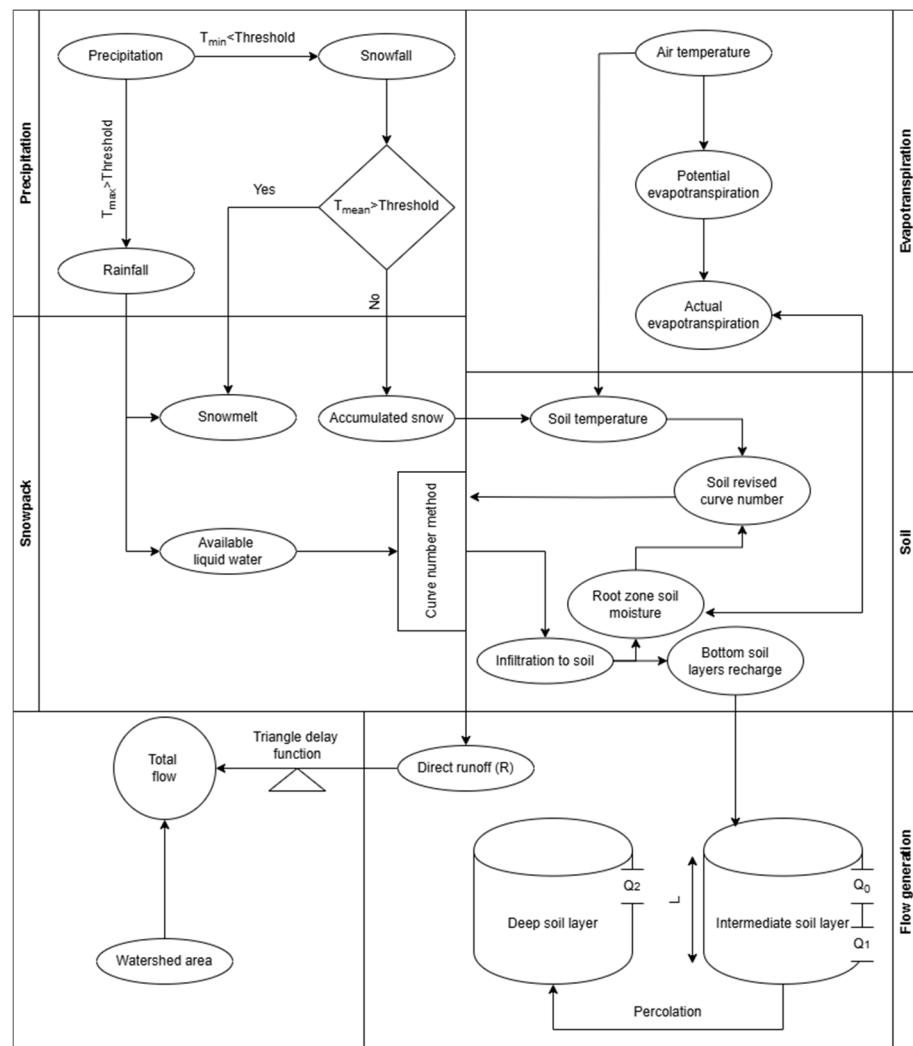 Precipitation
T_min<Threshold
Snowfall
T_max>Threshold
Yes
T_mean>Threshold
Rainfall
No
Precipitation
Air temperature
Potential
evapotranspiration
Actual
evapotranspiration
Evapotranspiration
Snowpack
Snowmelt
Accumulated snow
Available
liquid water
Curve number method
Soil temperature
Soil revised
curve number
Root zone soil
moisture
Infiltration to soil
Bottom soil
layers recharge
Soil
Total
flow
Triangle delay
function
Direct runoff (R)
Watershed area
Q2
Deep soil layer
L
Q0
Intermediate soil layer
Q1
Percolation
Flow generation